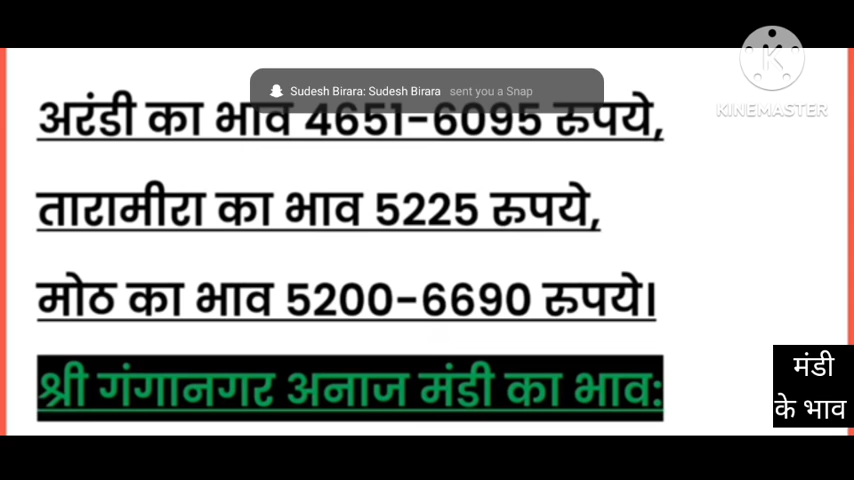 Sudesh Birara: Sudesh Birara sent you a Snap
KINEMASTER
अरंडी का भाव 4651-6095 रुपये,
तारामीरा का भाव 5225 रुपये,
मोठ का भाव 5200-6690 रुपये।
श्री गंगानगर अनाज मंडी का भाव:
मंडी
के भाव